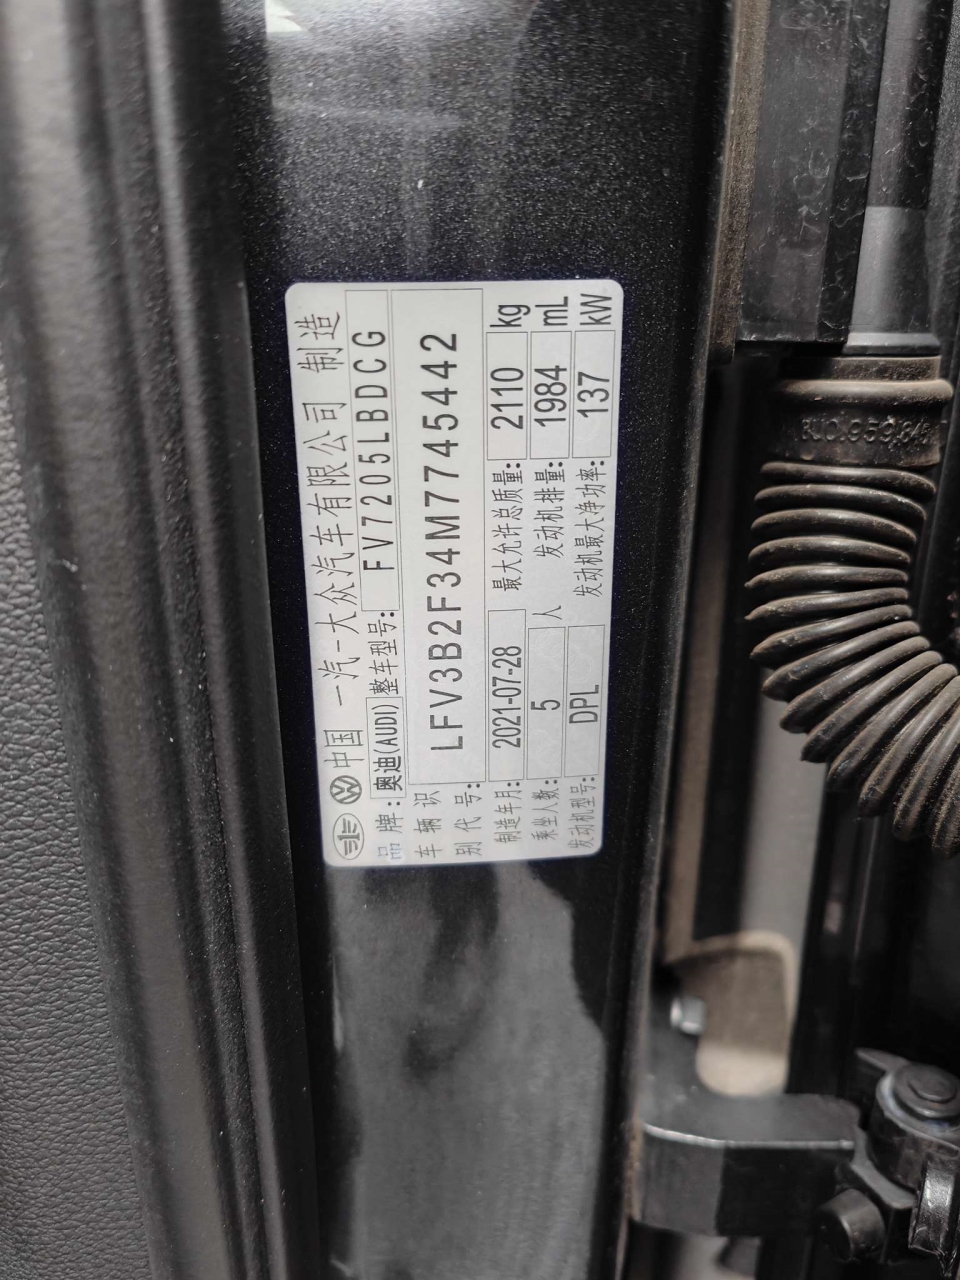 中国 一汽-大众汽车有限公司 制造
品牌: 奥迪(AUDI) 整车型号: FV7205LBDCG
车辆识别代号: LFV3B2F34M7745442
制造年月: 2021-07-28 最大允许总质量: 2110 kg
乘坐人数: 5 人 发动机排量: 1984 mL
发动机型号: DPL 发动机最大净功率: 137 kW